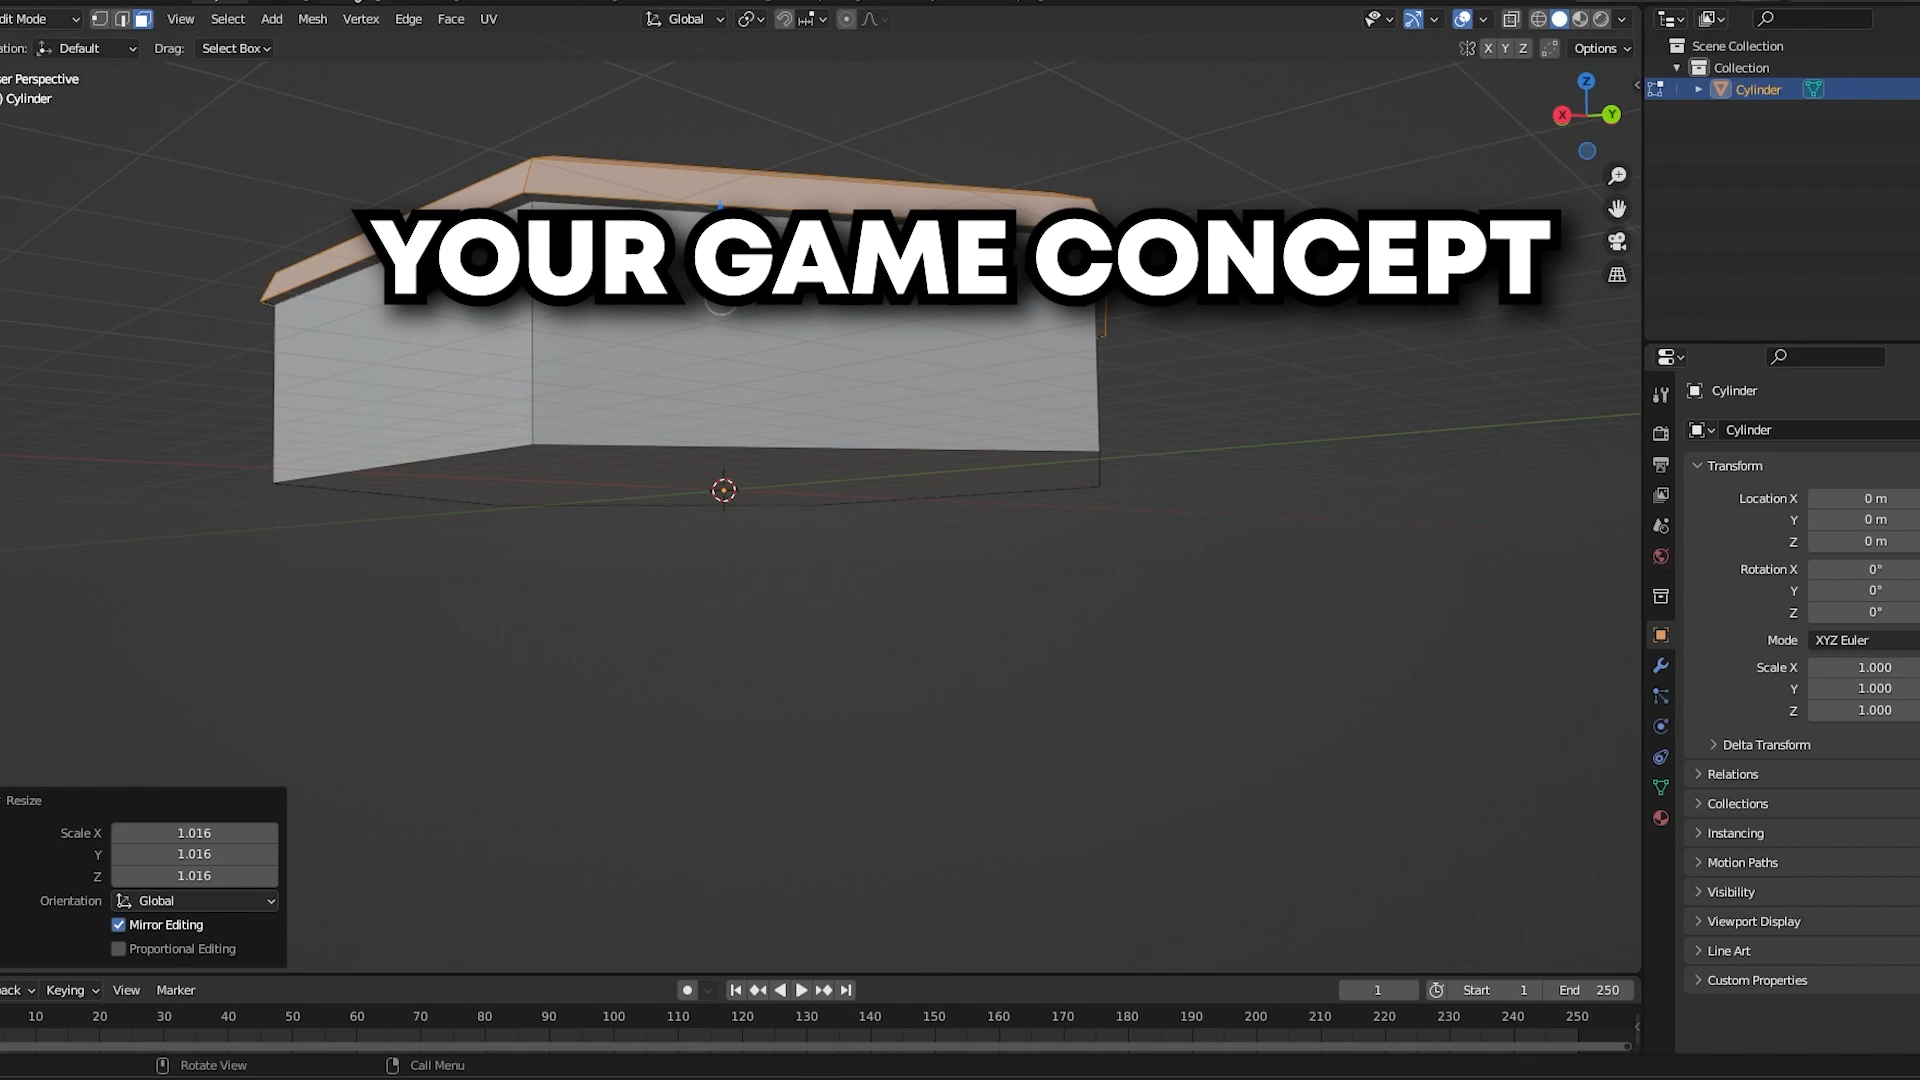 dit Mode View Select Add Mesh Vertex Edge Face UV Global
ation: Default Drag: Select Box X Y Z Options
ser Perspective
) Cylinder
Z
X Y
YOUR GAME CONCEPT
Scene Collection
Collection
Cylinder
Cylinder
Cylinder
Transform
Location X 0 m
Y 0 m
Z 0 m
Rotation X 0°
Y 0°
Z 0°
Mode XYZ Euler
Scale X 1.000
Y 1.000
Z 1.000
Delta Transform
Relations
Collections
Instancing
Motion Paths
Visibility
Viewport Display
Line Art
Custom Properties
Resize
Scale X 1.016
Y 1.016
Z 1.016
Orientation Global
Mirror Editing
Proportional Editing
back Keying View Marker 1 Start 1 End 250
10 20 30 40 50 60 70 80 90 100 110 120 130 140 150 160 170 180 190 200 210 220 230 240 250
Rotate View Call Menu